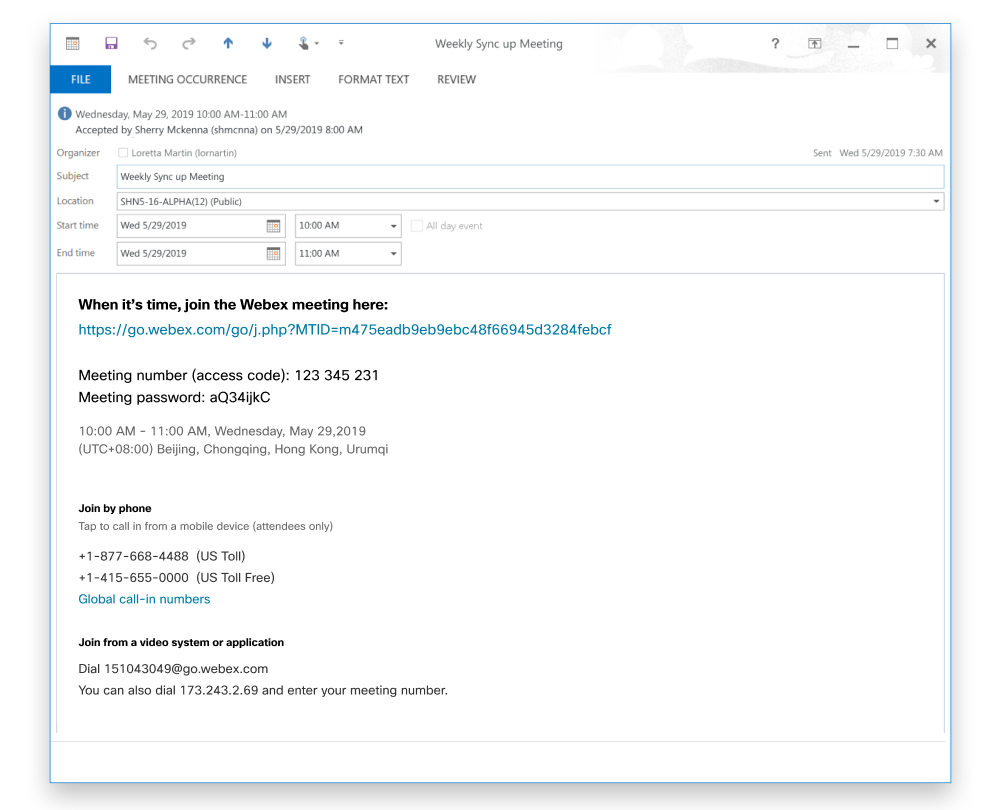 Weekly Sync up Meeting
?
FILE MEETING OCCURRENCE INSERT FORMAT TEXT REVIEW
Wednesday, May 29, 2019 10:00 AM-11:00 AM
Accepted by Sherry Mckenna (shmcnna) on 5/29/2019 8:00 AM
Organizer Loretta Martin (lornartin) Sent Wed 5/29/2019 7:30 AM
Subject Weekly Sync up Meeting
Location SHN5-16-ALPHA(12) (Public)
Start time Wed 5/29/2019 10:00 AM All day event
End time Wed 5/29/2019 11:00 AM
When it's time, join the Webex meeting here:
https://go.webex.com/go/j.php?MTID=m475eadb9eb9ebc48f66945d3284febcf
Meeting number (access code): 123 345 231
Meeting password: aQ34ijkC
10:00 AM - 11:00 AM, Wednesday, May 29,2019
(UTC+08:00) Beijing, Chongqing, Hong Kong, Urumqi
Join by phone
Tap to call in from a mobile device (attendees only)
+1-877-668-4488 (US Toll)
+1-415-655-0000 (US Toll Free)
Global call-in numbers
Join from a video system or application
Dial 151043049@go.webex.com
You can also dial 173.243.2.69 and enter your meeting number.